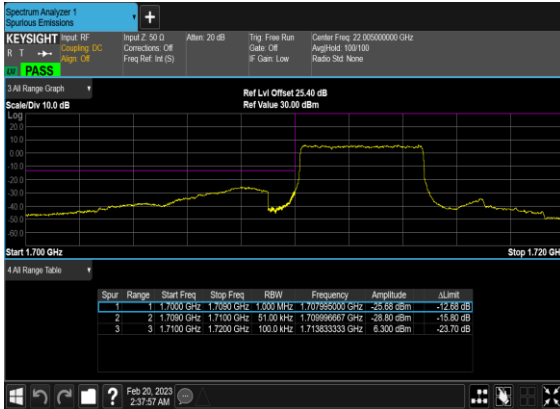 Spectrum Analyzer 1
Spurious Emissions
+
KEYSIGHT Input: RF Input Z: 50 Ω Atten: 20 dB Trig: Free Run Center Freq: 22.005000000 GHz
R T Coupling: DC Corrections: Off Gate: Off Avg|Hold: 100/100
Align: Off Freq Ref: Int (S) IF Gain: Low Radio Std: None
PASS
3 All Range Graph
Ref Lvl Offset 25.40 dB
Scale/Div 10.0 dB Ref Value 30.00 dBm
Log
20.0
10.0
0.00
-10.0
-20.0
-30.0
-40.0
-50.0
-60.0
Start 1.700 GHz Stop 1.720 GH
4 All Range Table
Spur Range Start Freq Stop Freq RBW Frequency Amplitude ΔLimit
1 1 1.7000 GHz 1.7090 GHz 1.000 MHz 1.707995000 GHz -25.68 dBm -12.68 dB
2 2 1.7090 GHz 1.7100 GHz 51.00 kHz 1.709996667 GHz -28.80 dBm -15.80 dB
3 3 1.7100 GHz 1.7200 GHz 100.0 kHz 1.713833333 GHz 6.300 dBm -23.70 dB
?
Feb 20, 2023
2:37:57 AM